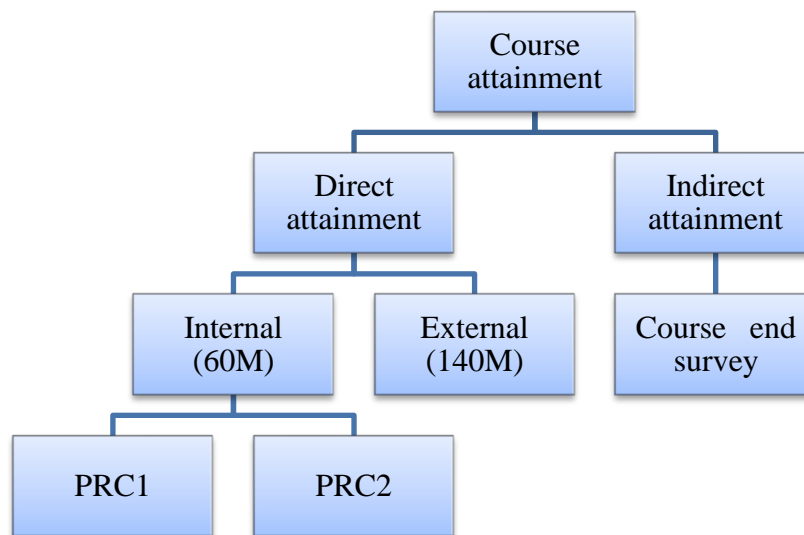 Course
attainment
Direct
attainment
Indirect
attainment
Internal
(60M)
External
(140M)
Course end
survey
PRC1
PRC2